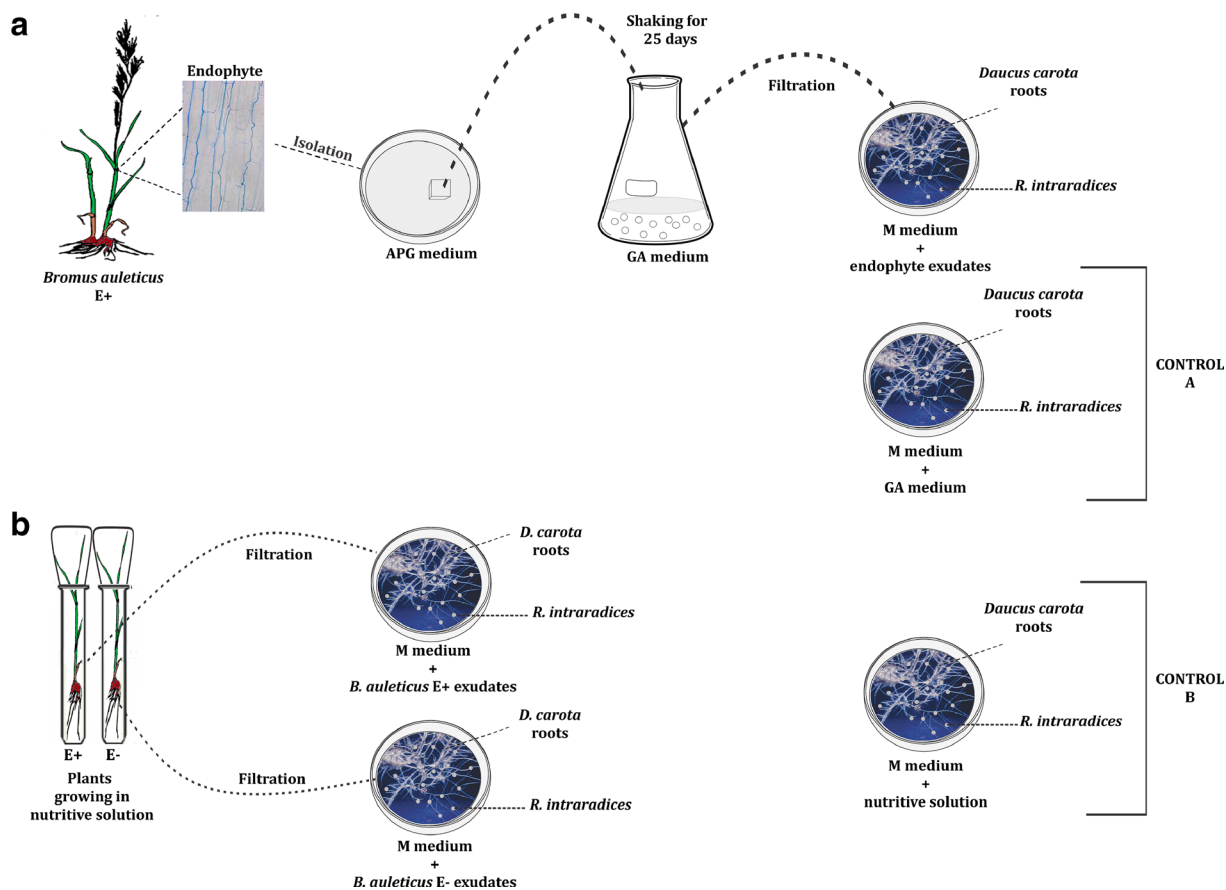 a
Shaking for
25 days
Endophyte
Isolation
Filtration
Daucus carota
roots
R. intraradices
Bromus auleticus
E+
APG medium
GA medium
M medium
+
endophyte exudates
Daucus carota
roots
R. intraradices
M medium
+
GA medium
CONTROL
A
b
Filtration
D. carota
roots
R. intraradices
M medium
+
B. auleticus E+ exudates
E+ E-
Plants
growing in
nutritive solution
Filtration
D. carota
roots
R. intraradices
M medium
+
B. auleticus E- exudates
Daucus carota
roots
R. intraradices
M medium
+
nutritive solution
CONTROL
B